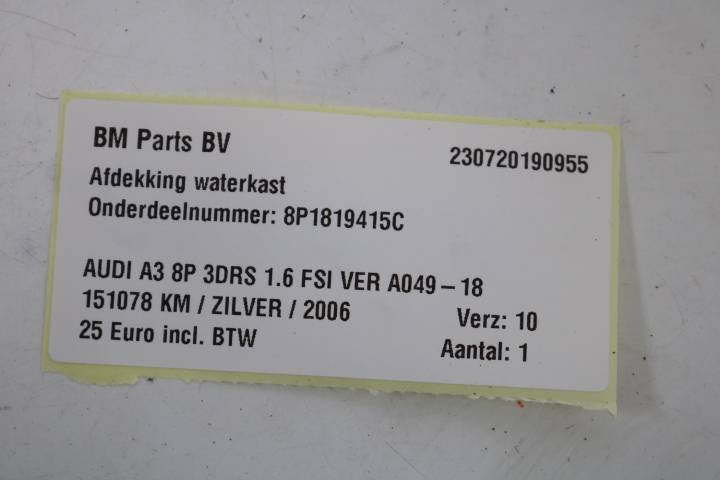 BM Parts BV
230720190955
Afdekking waterkast
Onderdeelnummer: 8P1819415C
AUDI A3 8P 3DRS 1.6 FSI VER A049 – 18
151078 KM / ZILVER / 2006
Verz: 10
25 Euro incl. BTW
Aantal: 1